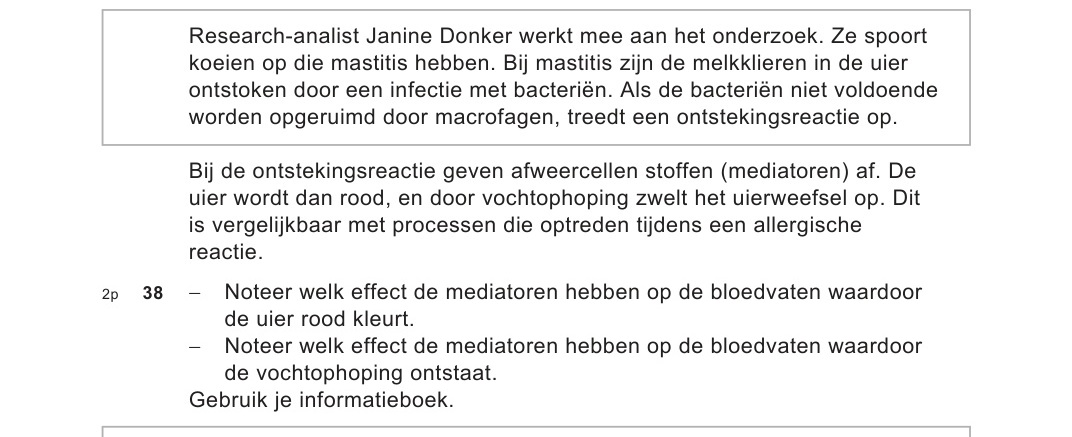 Research-analist Janine Donker werkt mee aan het onderzoek. Ze spoort
koeien op die mastitis hebben. Bij mastitis zijn de melkklieren in de uier
ontstoken door een infectie met bacteriën. Als de bacteriën niet voldoende
worden opgeruimd door macrofagen, treedt een ontstekingsreactie op.
Bij de ontstekingsreactie geven afweercellen stoffen (mediatoren) af. De
uier wordt dan rood, en door vochtophoping zwelt het uierweefsel op. Dit
is vergelijkbaar met processen die optreden tijdens een allergische
reactie.
2p 38 – Noteer welk effect de mediatoren hebben op de bloedvaten waardoor
de uier rood kleurt.
– Noteer welk effect de mediatoren hebben op de bloedvaten waardoor
de vochtophoping ontstaat.
Gebruik je informatieboek.